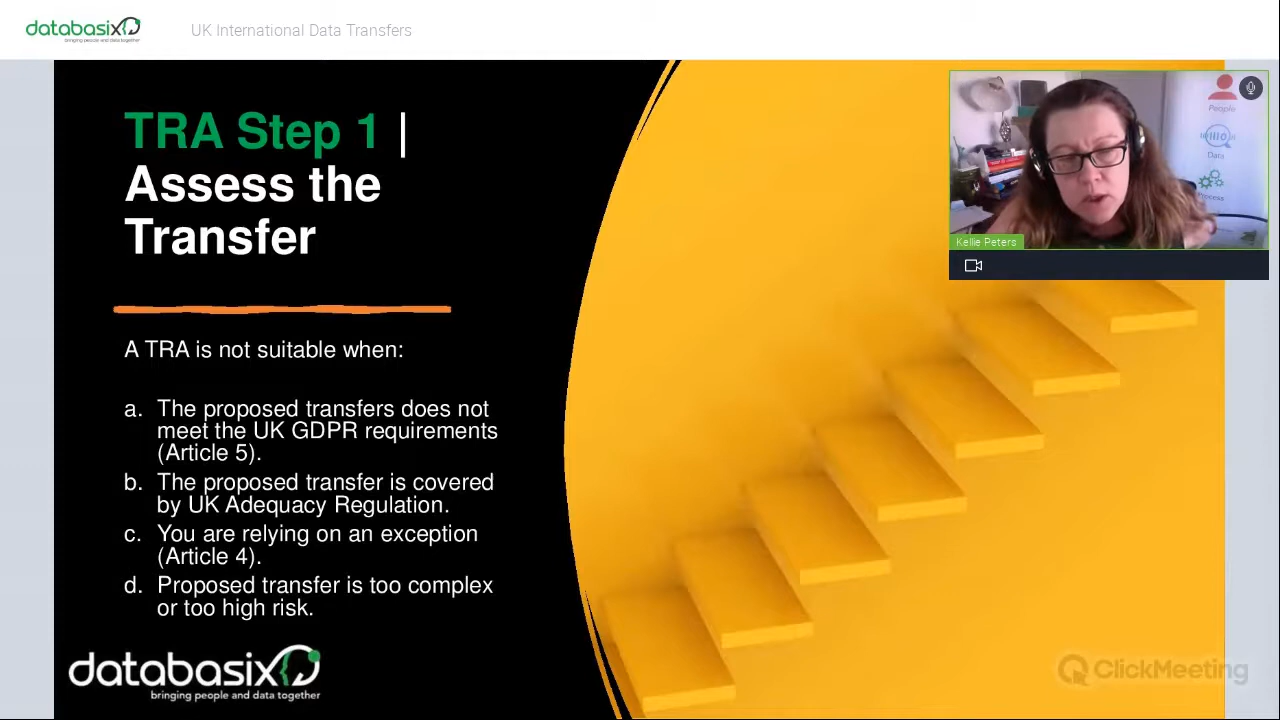 databasix
bringing people and data together
UK International Data Transfers
TRA Step 1 |
Assess the
Transfer
People
Data
Process
Kellie Peters
A TRA is not suitable when:
a. The proposed transfers does not
meet the UK GDPR requirements
(Article 5).
b. The proposed transfer is covered
by UK Adequacy Regulation.
c. You are relying on an exception
(Article 4).
d. Proposed transfer is too complex
or too high risk.
databasix
bringing people and data together
ClickMeeting